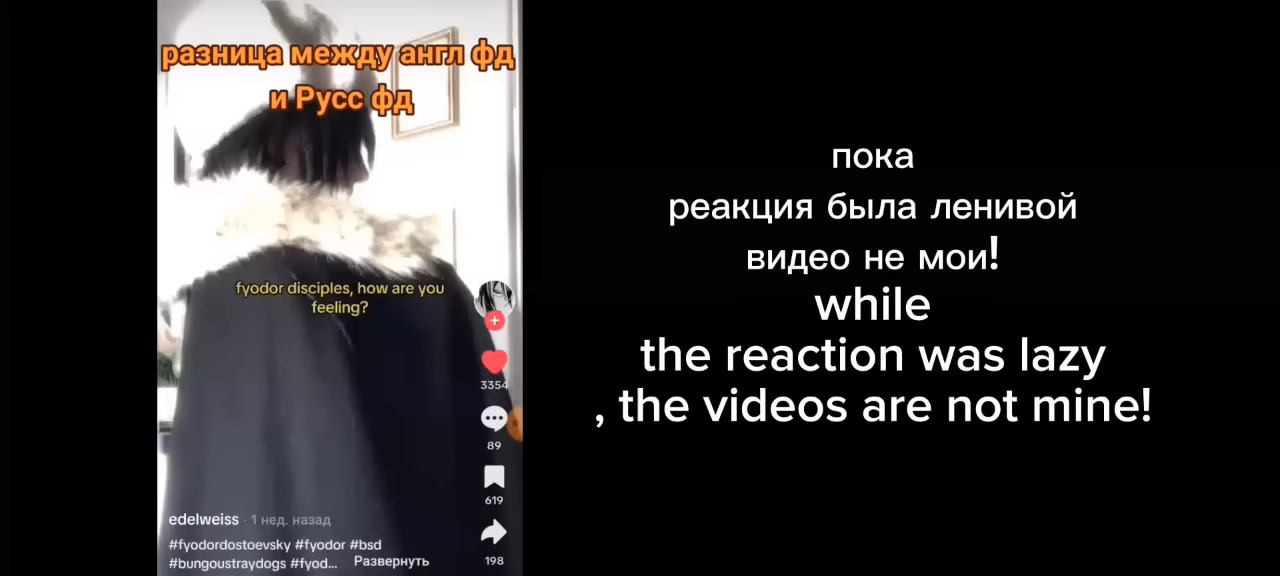 разница между англ фд
и Русс фд
fyodor disciples, how are you
feeling?
3354
89
619
198
edelweiss · 1 нед. назад
#fyodordostoevsky #fyodor #bsd
#bungoustraydogs #fyod... Развернуть
пока
реакция была ленивой
видео не мои!
while
the reaction was lazy
, the videos are not mine!